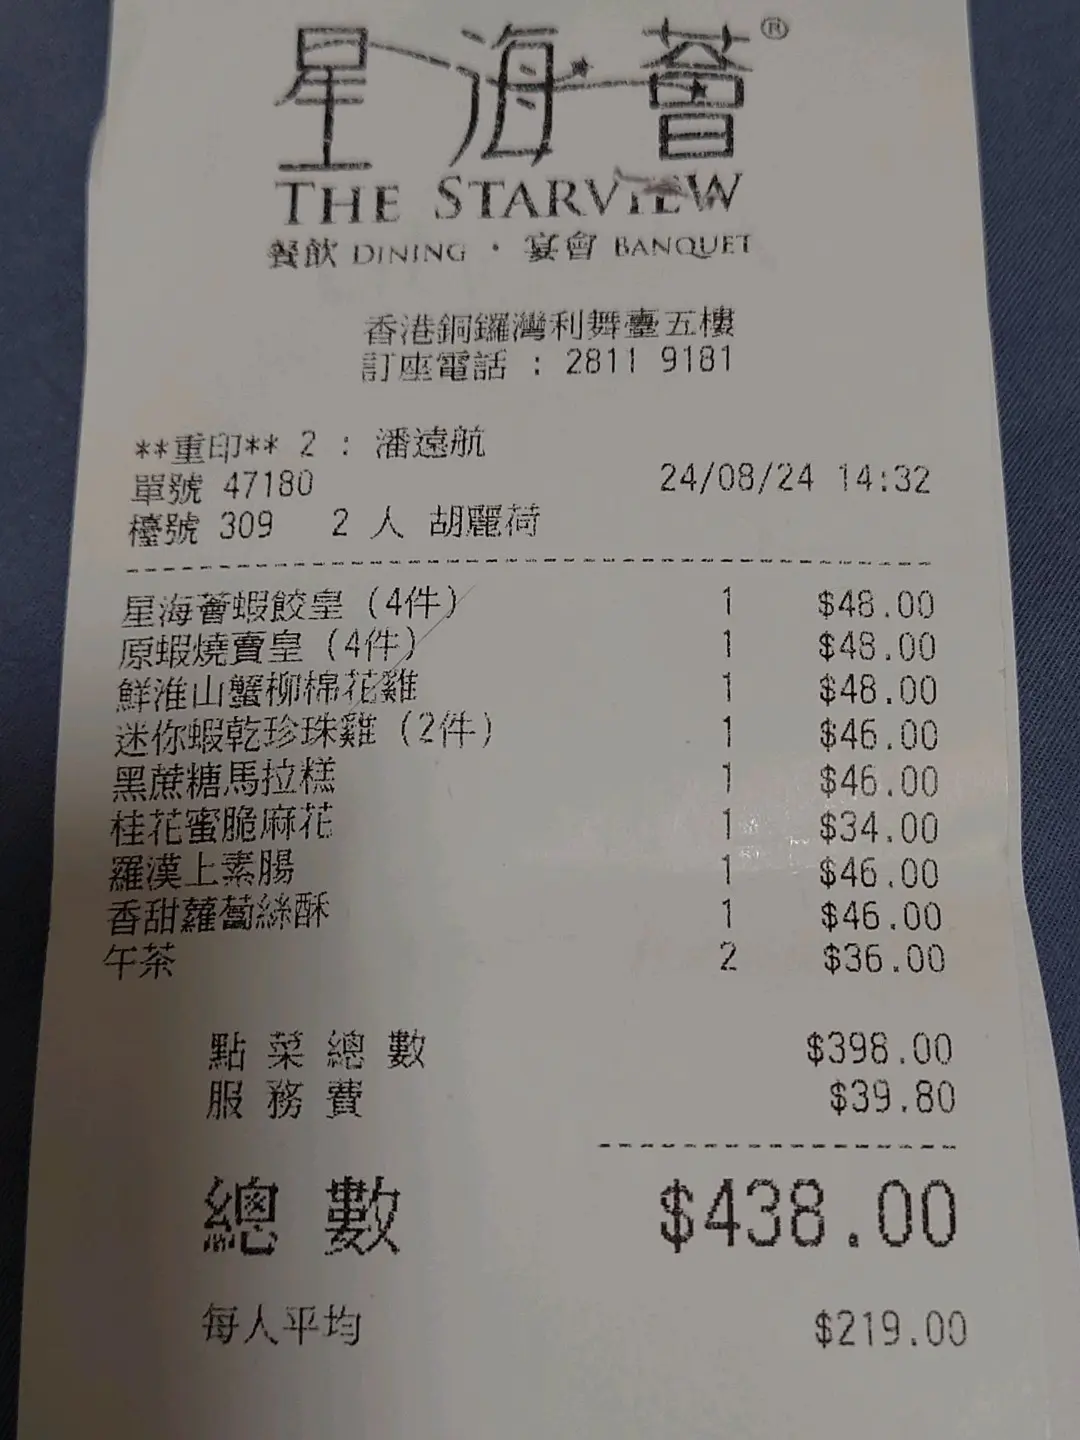 星海薈®
THE STARVIEW
餐飲 DINING · 宴會 BANQUET
香港銅鑼灣利舞臺五樓
訂座電話 : 2811 9181
**重印** 2 : 潘遠航
單號 47180 24/08/24 14:32
檯號 309 2 人 胡麗荷
星海薈蝦餃皇 (4件) 1 $48.00
原蝦燒賣皇 (4件) 1 $48.00
鮮淮山蟹柳棉花雞 1 $48.00
迷你蝦乾珍珠雞 (2件) 1 $46.00
黑蔗糖馬拉糕 1 $46.00
桂花蜜脆麻花 1 $34.00
羅漢上素腸 1 $46.00
香甜蘿蔔絲酥 1 $46.00
午茶 2 $36.00
點菜總數 $398.00
服務費 $39.80
總數 $438.00
每人平均 $219.00